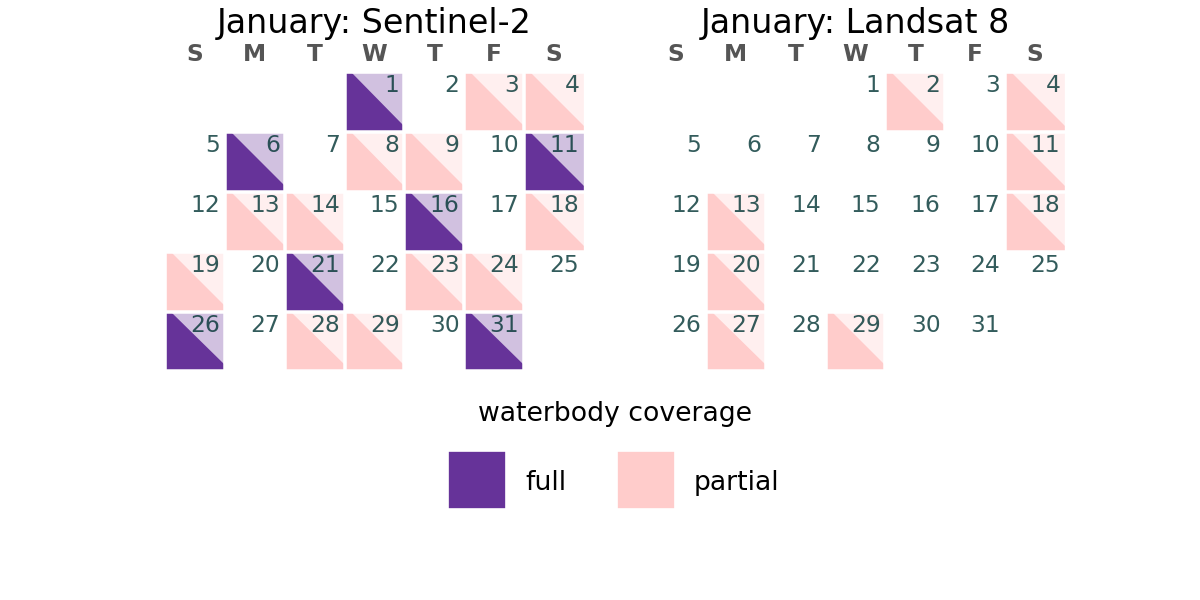 January: Sentinel-2
S M T W T F S
1 2 3 4
5 6 7 8 9 10 11
12 13 14 15 16 17 18
19 20 21 22 23 24 25
26 27 28 29 30 31
January: Landsat 8
S M T W T F S
1 2 3 4
5 6 7 8 9 10 11
12 13 14 15 16 17 18
19 20 21 22 23 24 25
26 27 28 29 30 31
waterbody coverage
full
partial